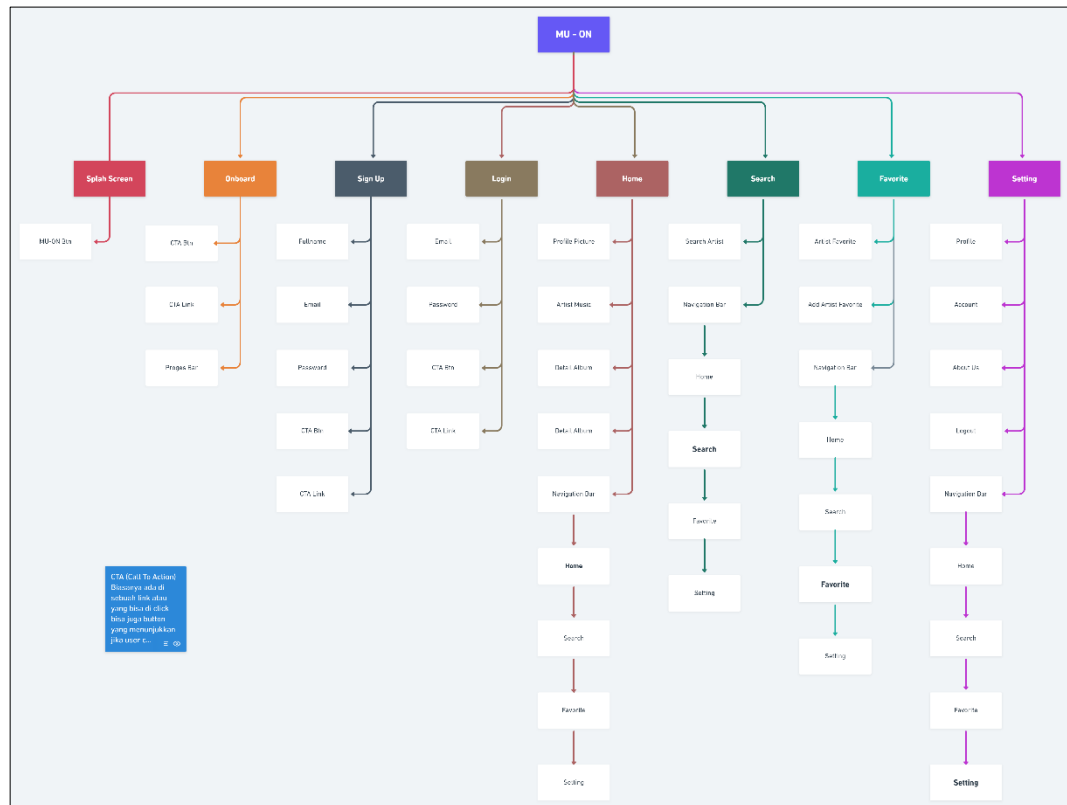 MU - ON
Splah Screen
Onboard
Sign Up
Login
Home
Search
Favorite
Setting
MU-ON Btn
CTA Btn
CTA Link
Proges Bar
Fullname
Email
Password
CTA Btn
CTA Link
Email
Password
CTA Btn
CTA Link
Profile Picture
Artist Music
Detail Album
Detail Album
Navigation Bar
Home
Search
Favorite
Setting
Search Artist
Navigation Bar
Home
Search
Favorite
Setting
Artist Favorite
Add Artist Favorite
Navigation Bar
Home
Search
Favorite
Setting
Profile
Account
About Us
Logout
Navigation Bar
Home
Search
Favorite
Setting
CTA (Call To Action)
Biasanya ada di
sebuah link atau
yang bisa di click
bisa juga button
yang menunjukkan
jika user c...